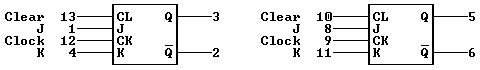 Clear 13 CL Q 3
J 1 J
Clock 12 CK
K 4 K Q̅ 2
Clear 10 CL Q 5
J 8 J
Clock 9 CK
K 11 K Q̅ 6